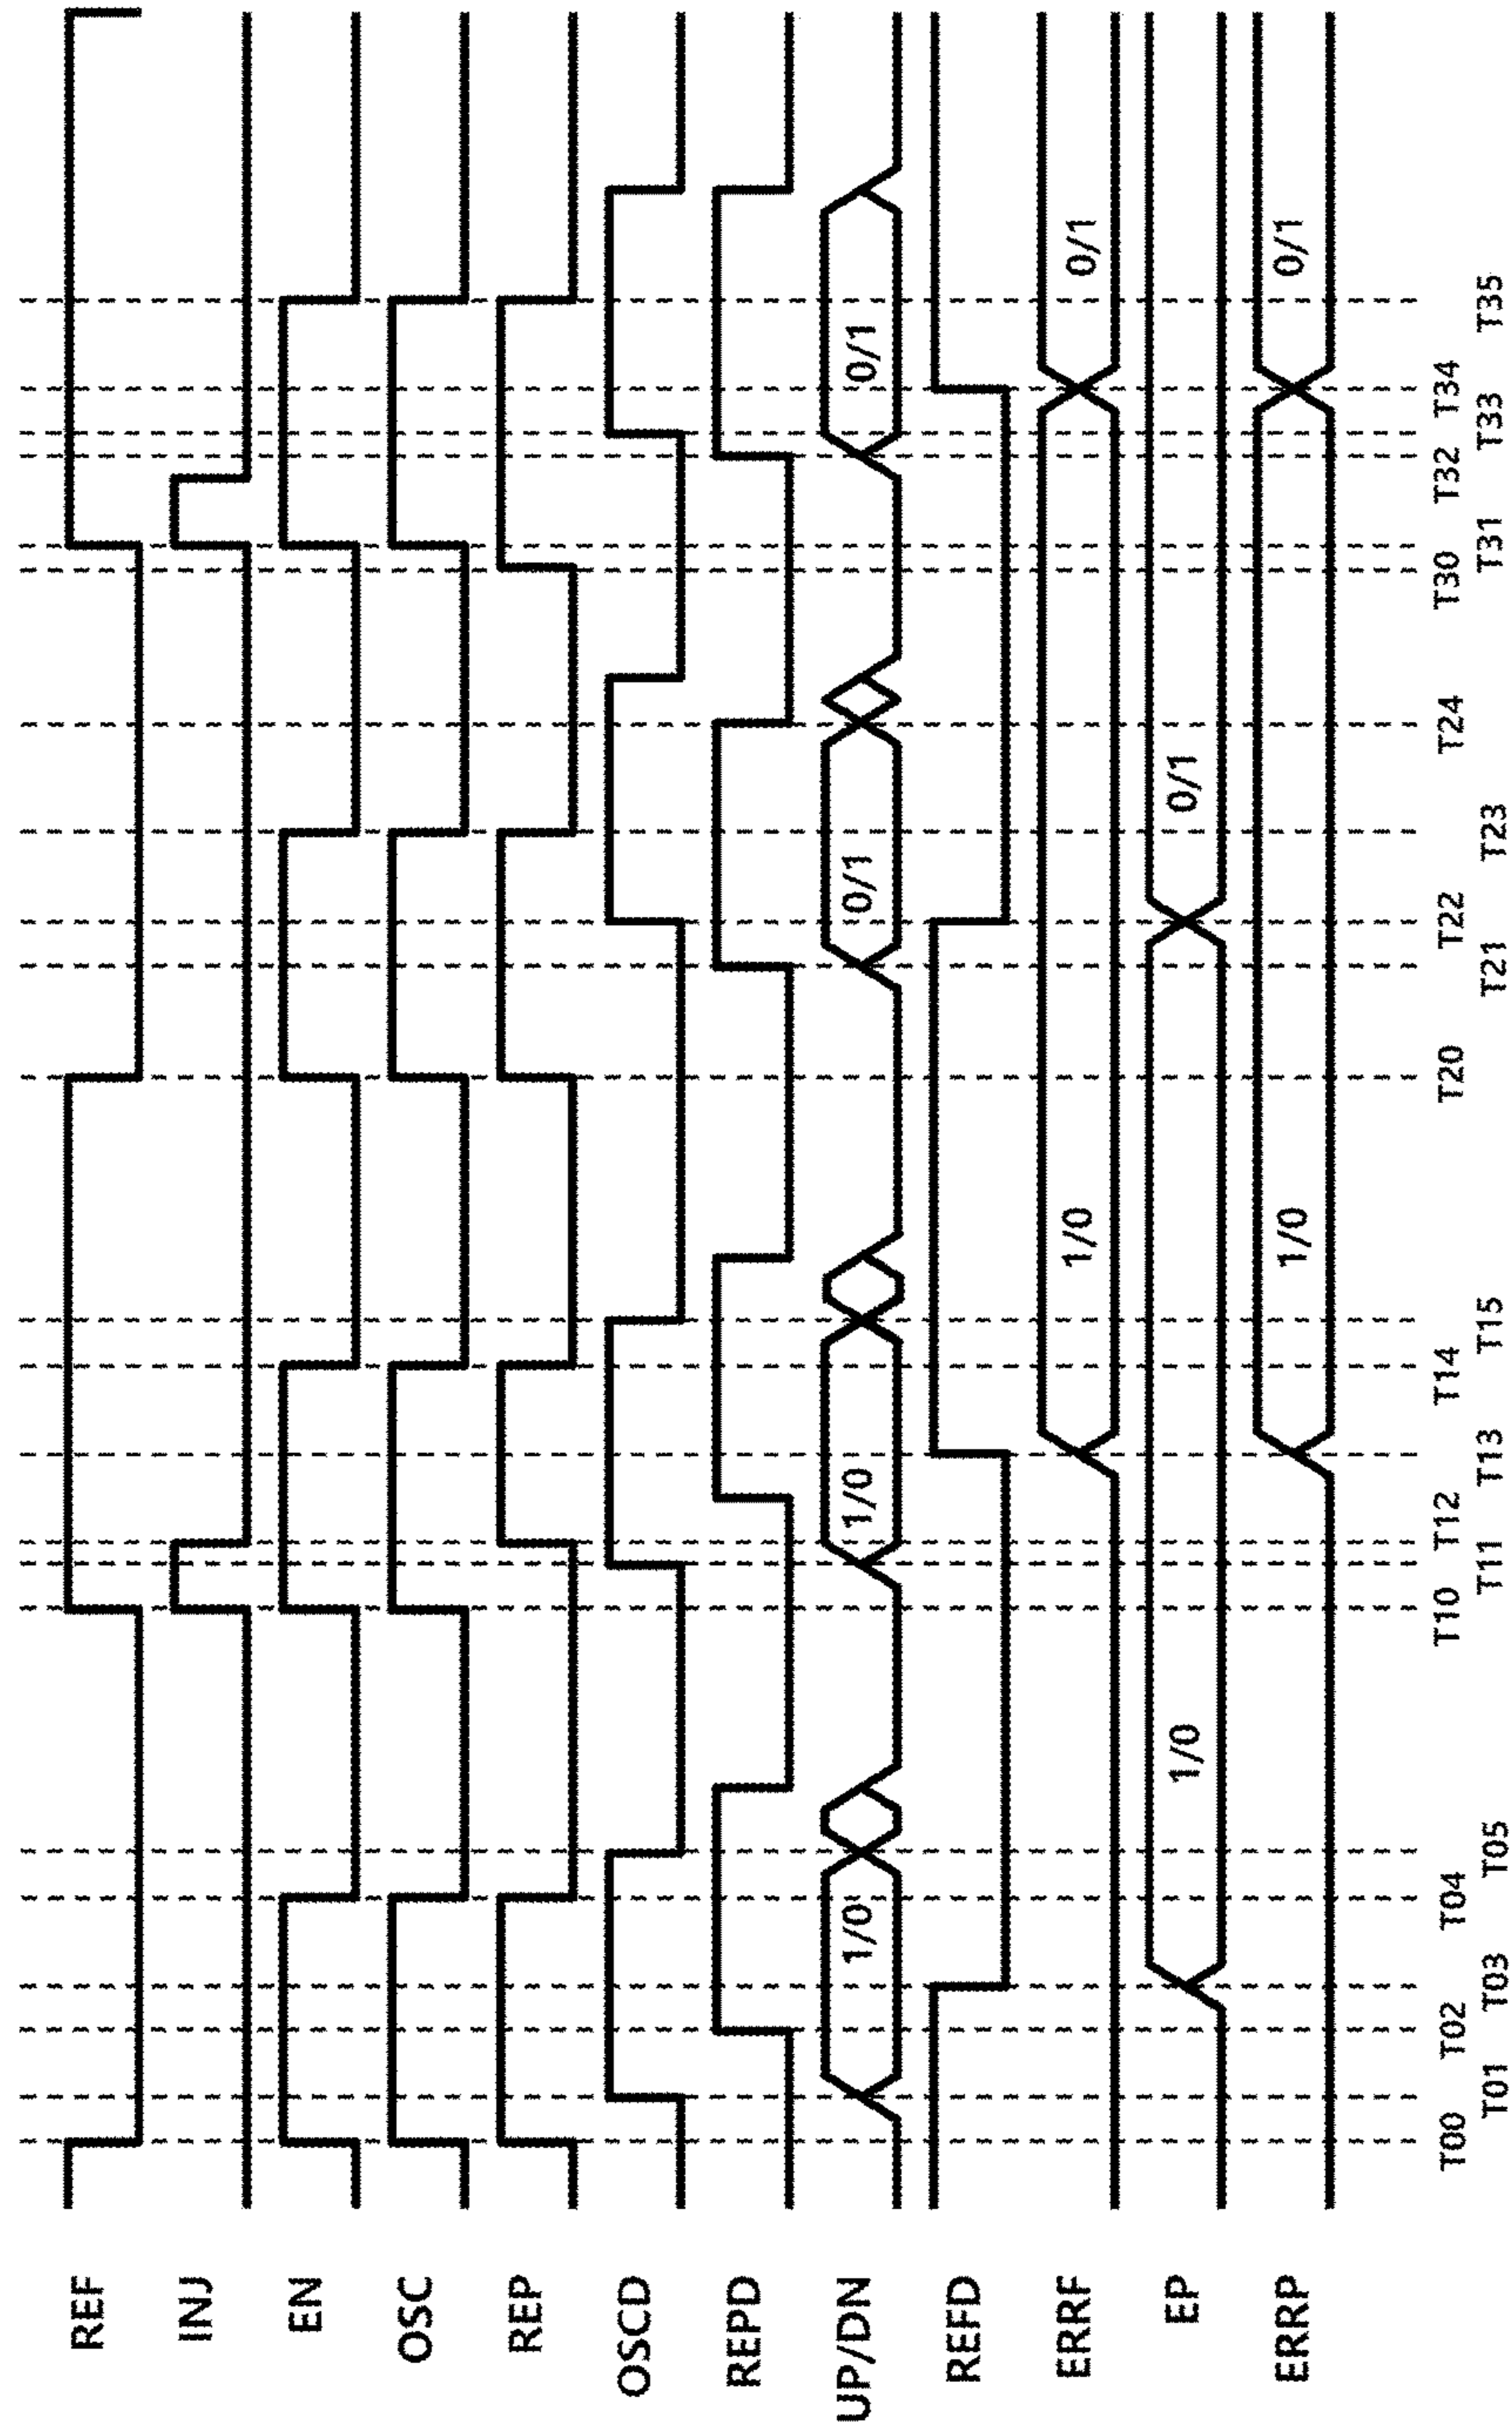 REF
INJ
EN
OSC
REP
OSCD
REPD
UP/DN
1/0
1/0
0/1
0/1
REFD
ERRF
1/0
0/1
EP
1/0
0/1
ERRP
1/0
0/1
T00 T02 T04 T10 T12 T14 T20 T22 T24 T30 T32 T34
T01 T03 T05 T11 T13 T15 T21 T23 T31 T33 T35